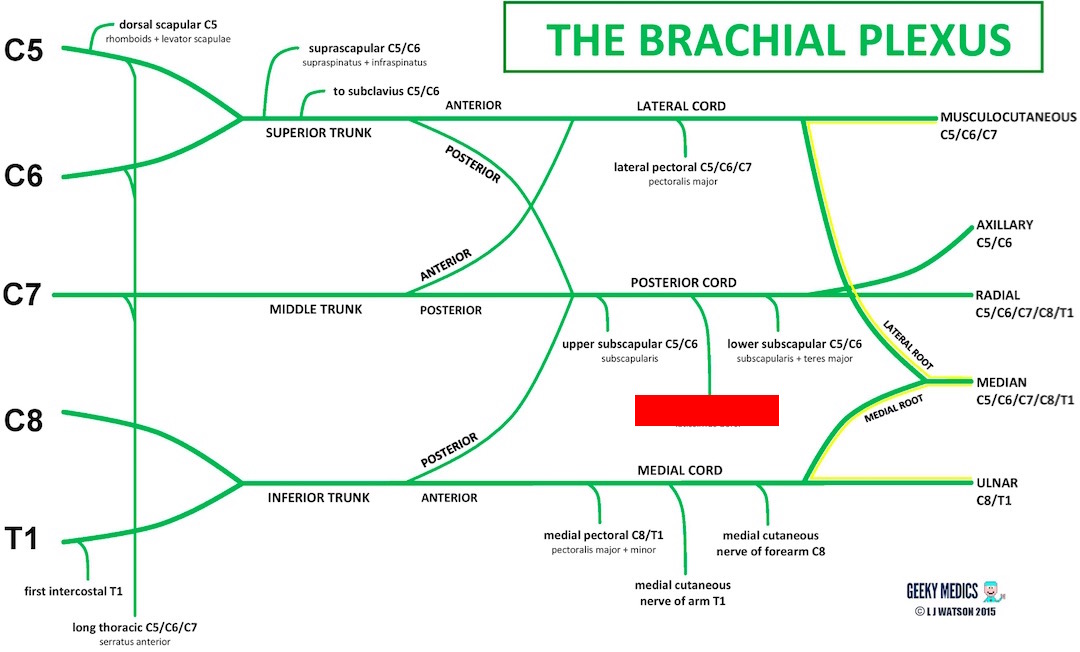 THE BRACHIAL PLEXUS
C5
dorsal scapular C5
rhomboids + levator scapulae
suprascapular C5/C6
supraspinatus + infraspinatus
to subclavius C5/C6
ANTERIOR
LATERAL CORD
SUPERIOR TRUNK
MUSCULOCUTANEOUS
C5/C6/C7
POSTERIOR
lateral pectoral C5/C6/C7
pectoralis major
C6
AXILLARY
C5/C6
ANTERIOR
C7
MIDDLE TRUNK
POSTERIOR
POSTERIOR CORD
RADIAL
C5/C6/C7/C8/T1
upper subscapular C5/C6
subscapularis
lower subscapular C5/C6
subscapularis + teres major
LATERAL ROOT
MEDIAN
C5/C6/C7/C8/T1
MEDIAL ROOT
C8
POSTERIOR
MEDIAL CORD
INFERIOR TRUNK
ANTERIOR
ULNAR
C8/T1
T1
medial pectoral C8/T1
pectoralis major + minor
medial cutaneous
nerve of forearm C8
medial cutaneous
nerve of arm T1
first intercostal T1
long thoracic C5/C6/C7
serratus anterior
GEEKY MEDICS
© L J WATSON 2015